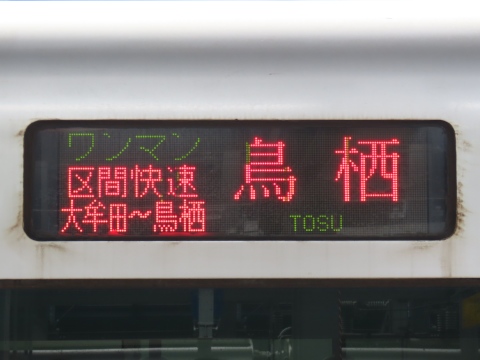 ワンマン
区間快速
大牟田〜鳥栖
鳥栖
TOSU